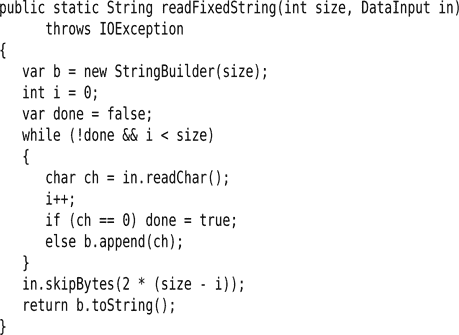 public static String readFixedString(int size, DataInput in)
      throws IOException
{
   var b = new StringBuilder(size);
   int i = 0;
   var done = false;
   while (!done && i < size)
   {
      char ch = in.readChar();
      i++;
      if (ch == 0) done = true;
      else b.append(ch);
   }
   in.skipBytes(2 * (size - i));
   return b.toString();
}